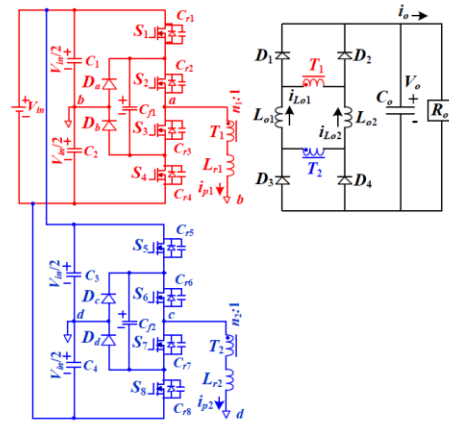 S1
Cr1
Vin/2
C1
S2
Cr2
Da
Vin
b
Cf1
a
n1:1
Db
S3
T1
Cr3
C2
Vin/2
S4
Lr1
Cr4
ip1
b
io
D1
D2
T1
iLo1
Lo1
iLo2
Lo2
Co
Vo
Ro
T2
D3
D4
S5
Cr5
Vin/2
C3
S6
Cr6
Dc
d
Cf2
c
n2:1
Dd
S7
T2
Cr7
Vin/2
C4
S8
Lr2
Cr8
ip2
d